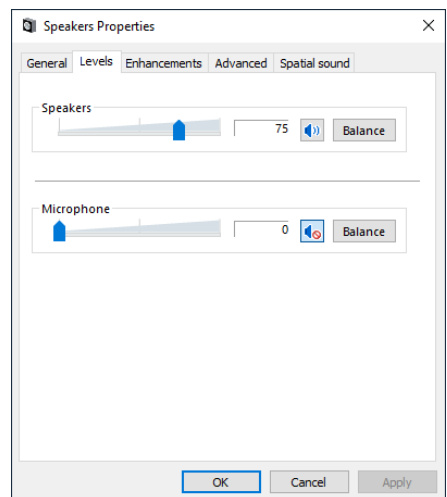 Speakers Properties
General Levels Enhancements Advanced Spatial sound
Speakers
75 Balance
Microphone
0 Balance
OK Cancel Apply